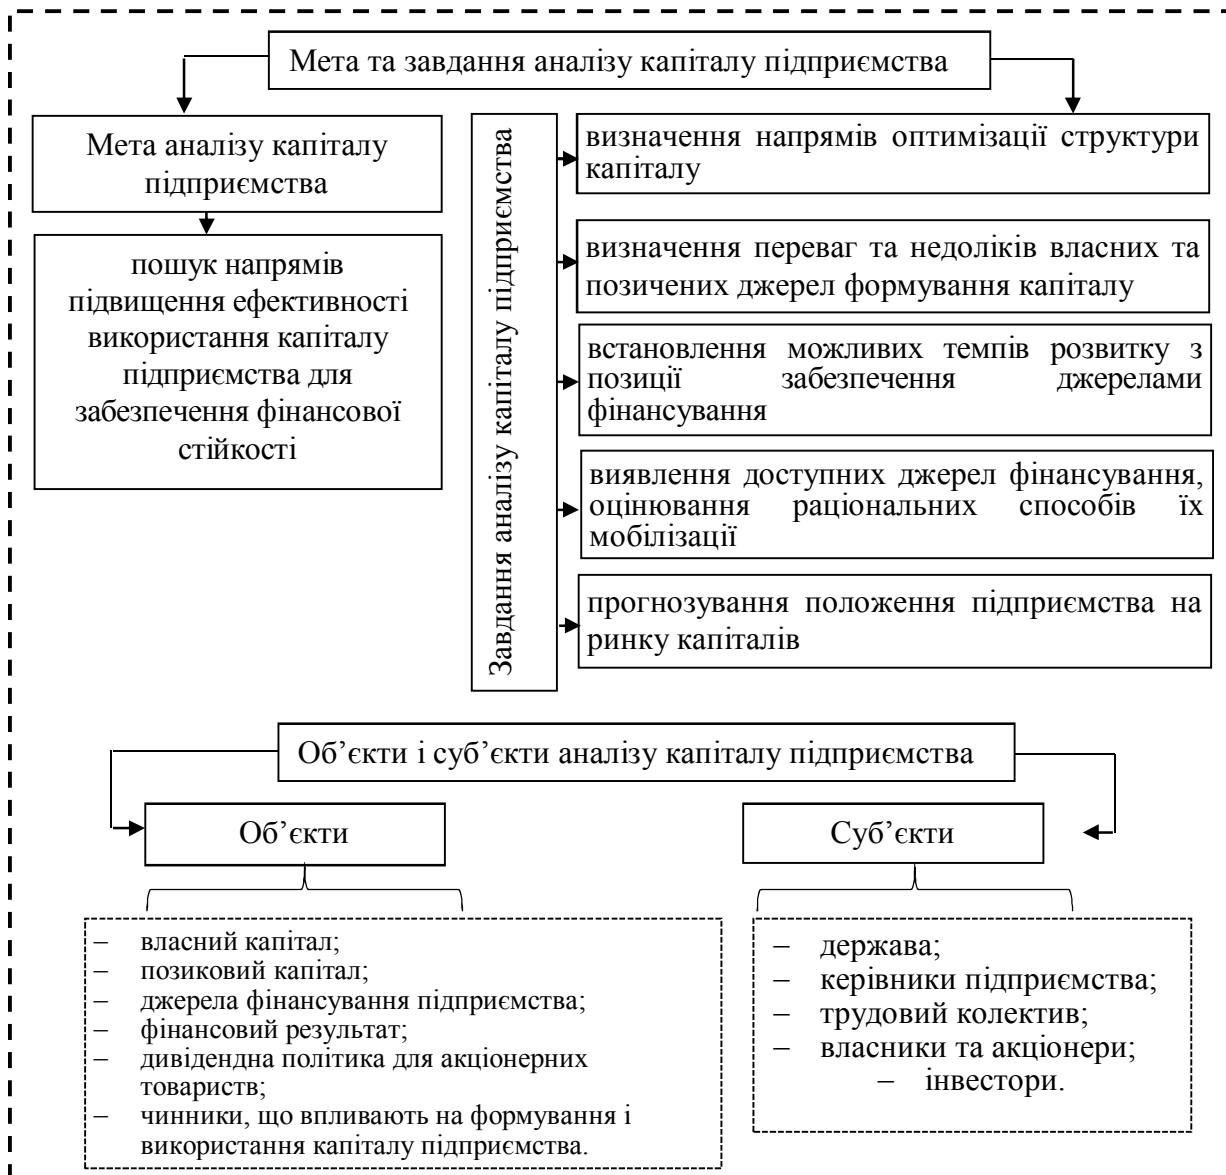 Мета та завдання аналізу капіталу підприємства
Мета аналізу капіталу
підприємства
пошук напрямів
підвищення ефективності
використання капіталу
підприємства для
забезпечення фінансової
стійкості
Завдання аналізу капіталу підприємства
визначення напрямів оптимізації структури
капіталу
визначення переваг та недоліків власних та
позичених джерел формування капіталу
встановлення можливих темпів розвитку з
позиції забезпечення джерелами
фінансування
виявлення доступних джерел фінансування,
оцінювання раціональних способів їх
мобілізації
прогнозування положення підприємства на
ринку капіталів
Об’єкти і суб’єкти аналізу капіталу підприємства
Об’єкти
– власний капітал;
– позиковий капітал;
– джерела фінансування підприємства;
– фінансовий результат;
– дивідендна політика для акціонерних
товариств;
– чинники, що впливають на формування і
використання капіталу підприємства.
Суб’єкти
– держава;
– керівники підприємства;
– трудовий колектив;
– власники та акціонери;
– інвестори.